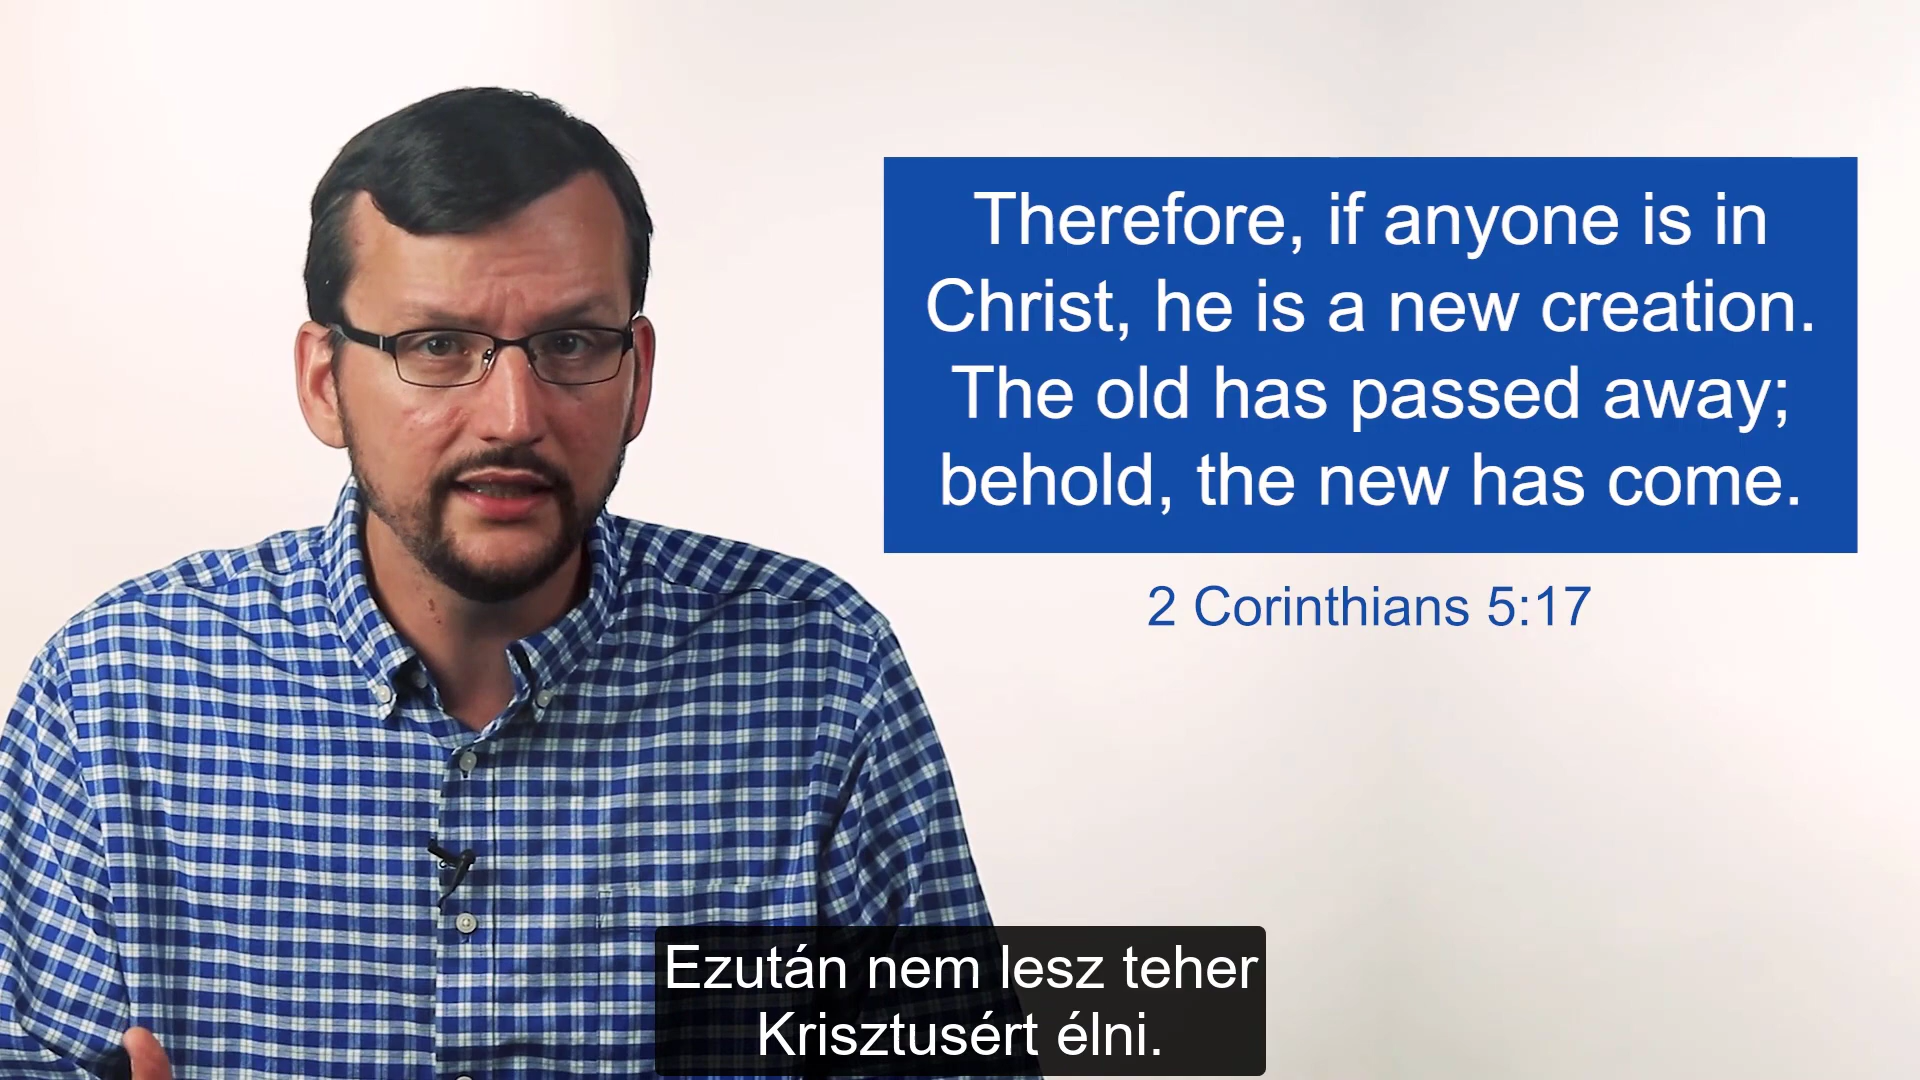 Therefore, if anyone is in
Christ, he is a new creation.
The old has passed away;
behold, the new has come.
2 Corinthians 5:17
Ezután nem lesz teher
Krisztusért élni.